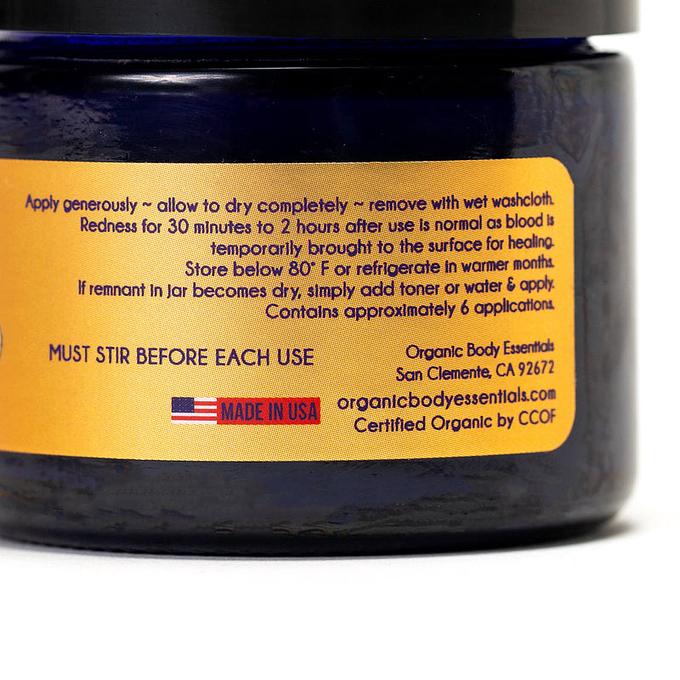 Apply generously ~ allow to dry completely ~ remove with wet washcloth.
Redness for 30 minutes to 2 hours after use is normal as blood is
temporarily brought to the surface for healing.
Store below 80° F or refrigerate in warmer months.
If remnant in jar becomes dry, simply add toner or water & apply.
Contains approximately 6 applications.
MUST STIR BEFORE EACH USE
MADE IN USA
Organic Body Essentials
San Clemente, CA 92672
organicbodyessentials.com
Certified Organic by CCOF